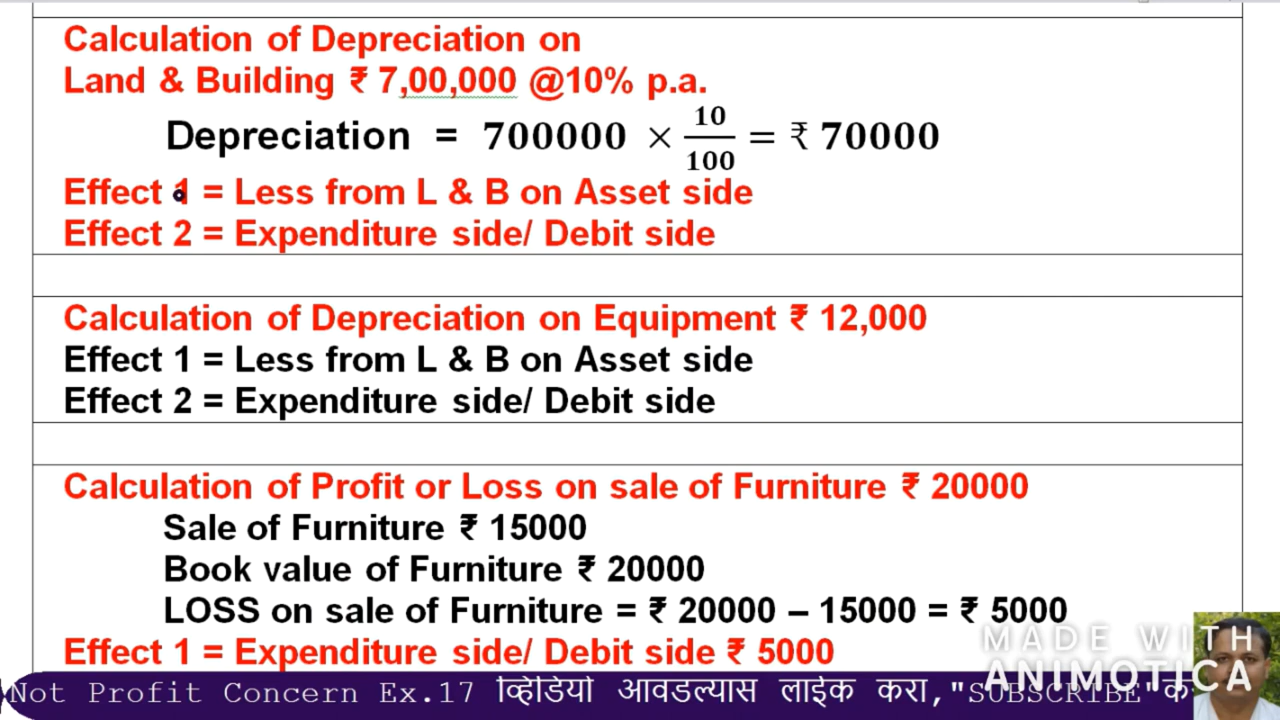 Calculation of Depreciation on
Land & Building ₹ 7,00,000 @10% p.a.
Depreciation = 700000 × 10/100 = ₹ 70000
Effect 1 = Less from L & B on Asset side
Effect 2 = Expenditure side/ Debit side
Calculation of Depreciation on Equipment ₹ 12,000
Effect 1 = Less from L & B on Asset side
Effect 2 = Expenditure side/ Debit side
Calculation of Profit or Loss on sale of Furniture ₹ 20000
Sale of Furniture ₹ 15000
Book value of Furniture ₹ 20000
LOSS on sale of Furniture = ₹ 20000 – 15000 = ₹ 5000
Effect 1 = Expenditure side/ Debit side ₹ 5000
MADE WITH
ANIMOTICA
Not Profit Concern Ex.17 व्हिडियो आवडल्यास लाईक करा,"SUBSCRIBE"क